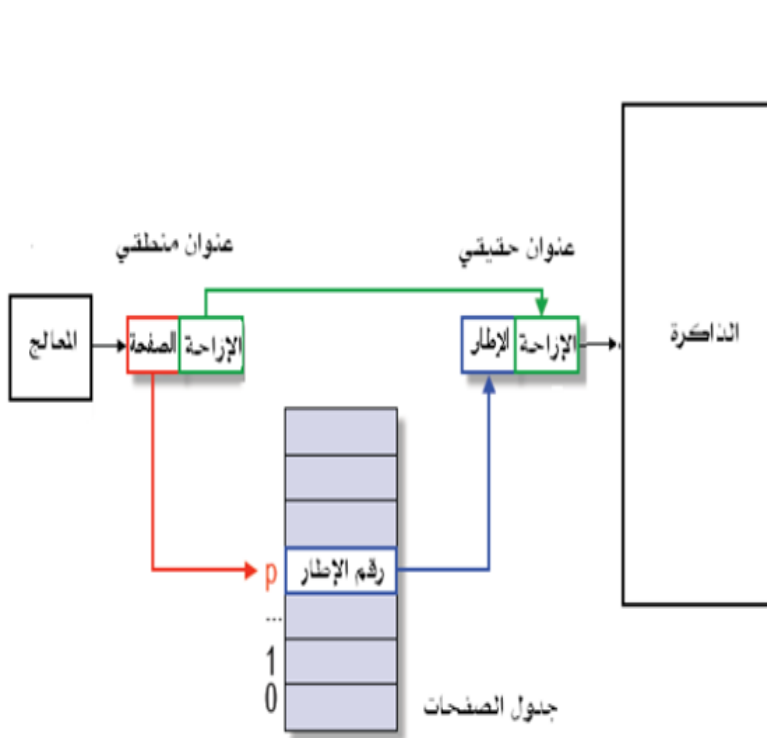 عنوان منطقي
عنوان حقيقي
المعالج
الصفحة
الإزاحة
الإطار
الإزاحة
الذاكرة
p
رقم الإطار
...
1
0
جدول الصفحات